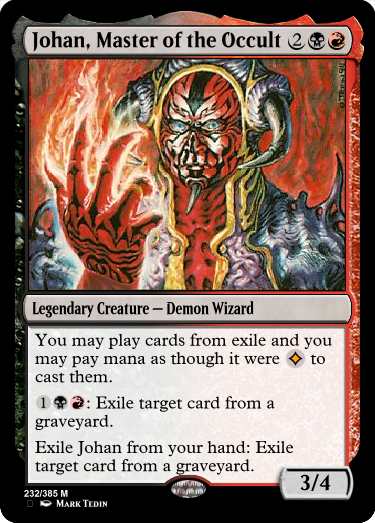 Johan, Master of the Occult 2
Legendary Creature — Demon Wizard
You may play cards from exile and you
may pay mana as though it were to
cast them.
1 : Exile target card from a
graveyard.
Exile Johan from your hand: Exile
target card from a graveyard.
3/4
232/385 M
Mark Tedin